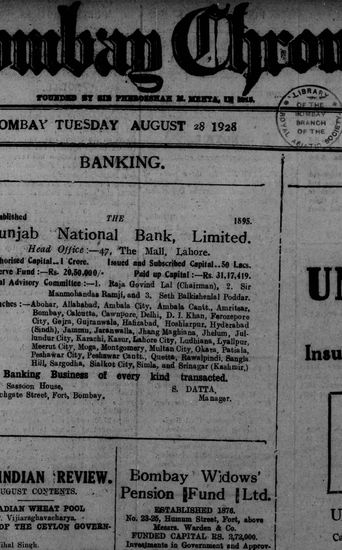 ombay Chron
FOUNDED BY SIR PHEROZESHAH M. MEHTA, IN 1913.
OMBAY TUESDAY AUGUST 28 1928
LIBRARY
OF THE
BOMBAY
BRANCH
OF THE
ROYAL ASIATIC SOCIETY
BANKING.
ablished THE 1895.
unjab National Bank, Limited.
Head Office :—47, The Mall, Lahore.
horised Capital..1 Crore. Issued and Subscribed Capital..50 Lacs.
erve Fund :—Rs. 20,50,000/- Paid up Capital :—Rs. 31,17,419.
al Advisory Committee :—1. Raja Govind Lal (Chairman), 2. Sir
Manmohandas Ramji, and 3. Seth Balkishenlal Poddar.
ches :—Abohar, Allahabad, Ambala City, Ambala Cantt., Amritsar,
Bombay, Calcutta, Cawnpore, Delhi, D. I. Khan, Ferozepore
City, Gojra, Gujranwala, Hafizabad, Hoshiarpur, Hyderabad
(Sindh), Jammu, Jaranwalla, Jhang Maghiana, Jhelum, Jul-
lundur City, Karachi, Kasur, Lahore City, Ludhiana, Lyallpur,
Meerut City, Moga, Montgomery, Multan City, Okara, Patiala,
Peshawar City, Peshawar Cantt., Quetta, Rawalpindi, Sangla
Hill, Sargodha, Sialkot City, Simla, and Srinagar (Kashmir.)
Banking Business of every kind transacted.
Sassoon House, S. DATTA,
chgate Street, Fort, Bombay. Manager.
U
Insu
INDIAN REVIEW.
UGUST CONTENTS.
ADIAN WHEAT POOL
. Vijiaraghavacharya.
OF THE CEYLON GOVERN-
ihal Singh.
Bombay Widows'
Pension Fund Ltd.
ESTABLISHED 1876.
No. 23-25, Hamam Street, Fort, above
Messrs. Warden & Co.
FUNDED CAPITAL RS. 2,72,000.
Investments in Government and Approv-
U
Ca